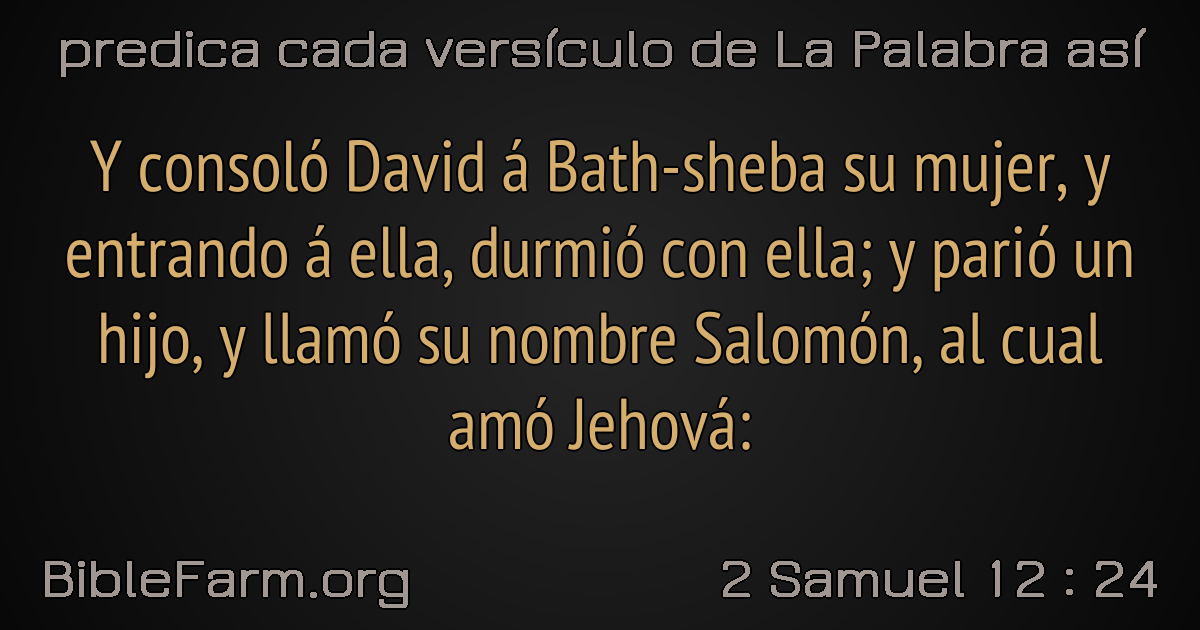 predica cada versículo de La Palabra así
Y consoló David á Bath-sheba su mujer, y
entrando á ella, durmió con ella; y parió un
hijo, y llamó su nombre Salomón, al cual
amó Jehová:
BibleFarm.org
2 Samuel 12 : 24